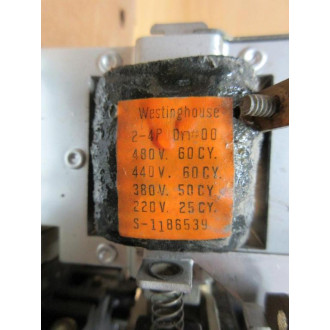 Westinghouse
2-4P
480V. 60CY.
440V. 60CY.
380V. 50CY.
220V. 25CY.
S-1186539